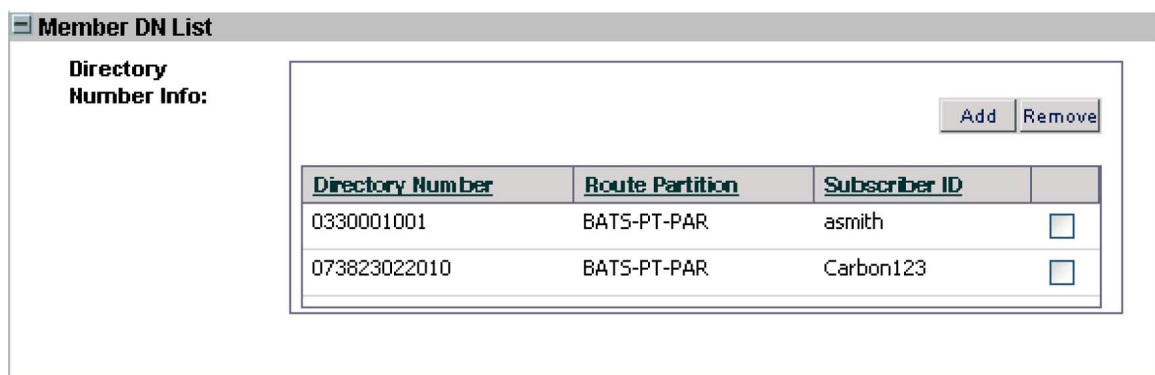 Member DN List
Directory
Number Info:
Add Remove
Directory Number Route Partition Subscriber ID
0330001001 BATS-PT-PAR asmith
073823022010 BATS-PT-PAR Carbon123